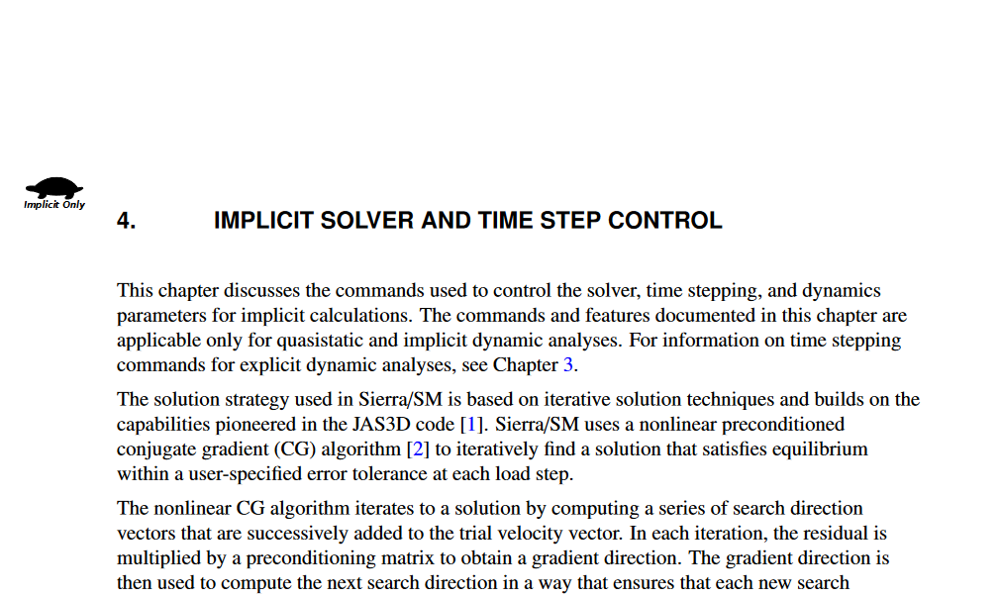 Implicit Only
4. IMPLICIT SOLVER AND TIME STEP CONTROL
This chapter discusses the commands used to control the solver, time stepping, and dynamics
parameters for implicit calculations. The commands and features documented in this chapter are
applicable only for quasistatic and implicit dynamic analyses. For information on time stepping
commands for explicit dynamic analyses, see Chapter 3.
The solution strategy used in Sierra/SM is based on iterative solution techniques and builds on the
capabilities pioneered in the JAS3D code [1]. Sierra/SM uses a nonlinear preconditioned
conjugate gradient (CG) algorithm [2] to iteratively find a solution that satisfies equilibrium
within a user-specified error tolerance at each load step.
The nonlinear CG algorithm iterates to a solution by computing a series of search direction
vectors that are successively added to the trial velocity vector. In each iteration, the residual is
multiplied by a preconditioning matrix to obtain a gradient direction. The gradient direction is
then used to compute the next search direction in a way that ensures that each new search